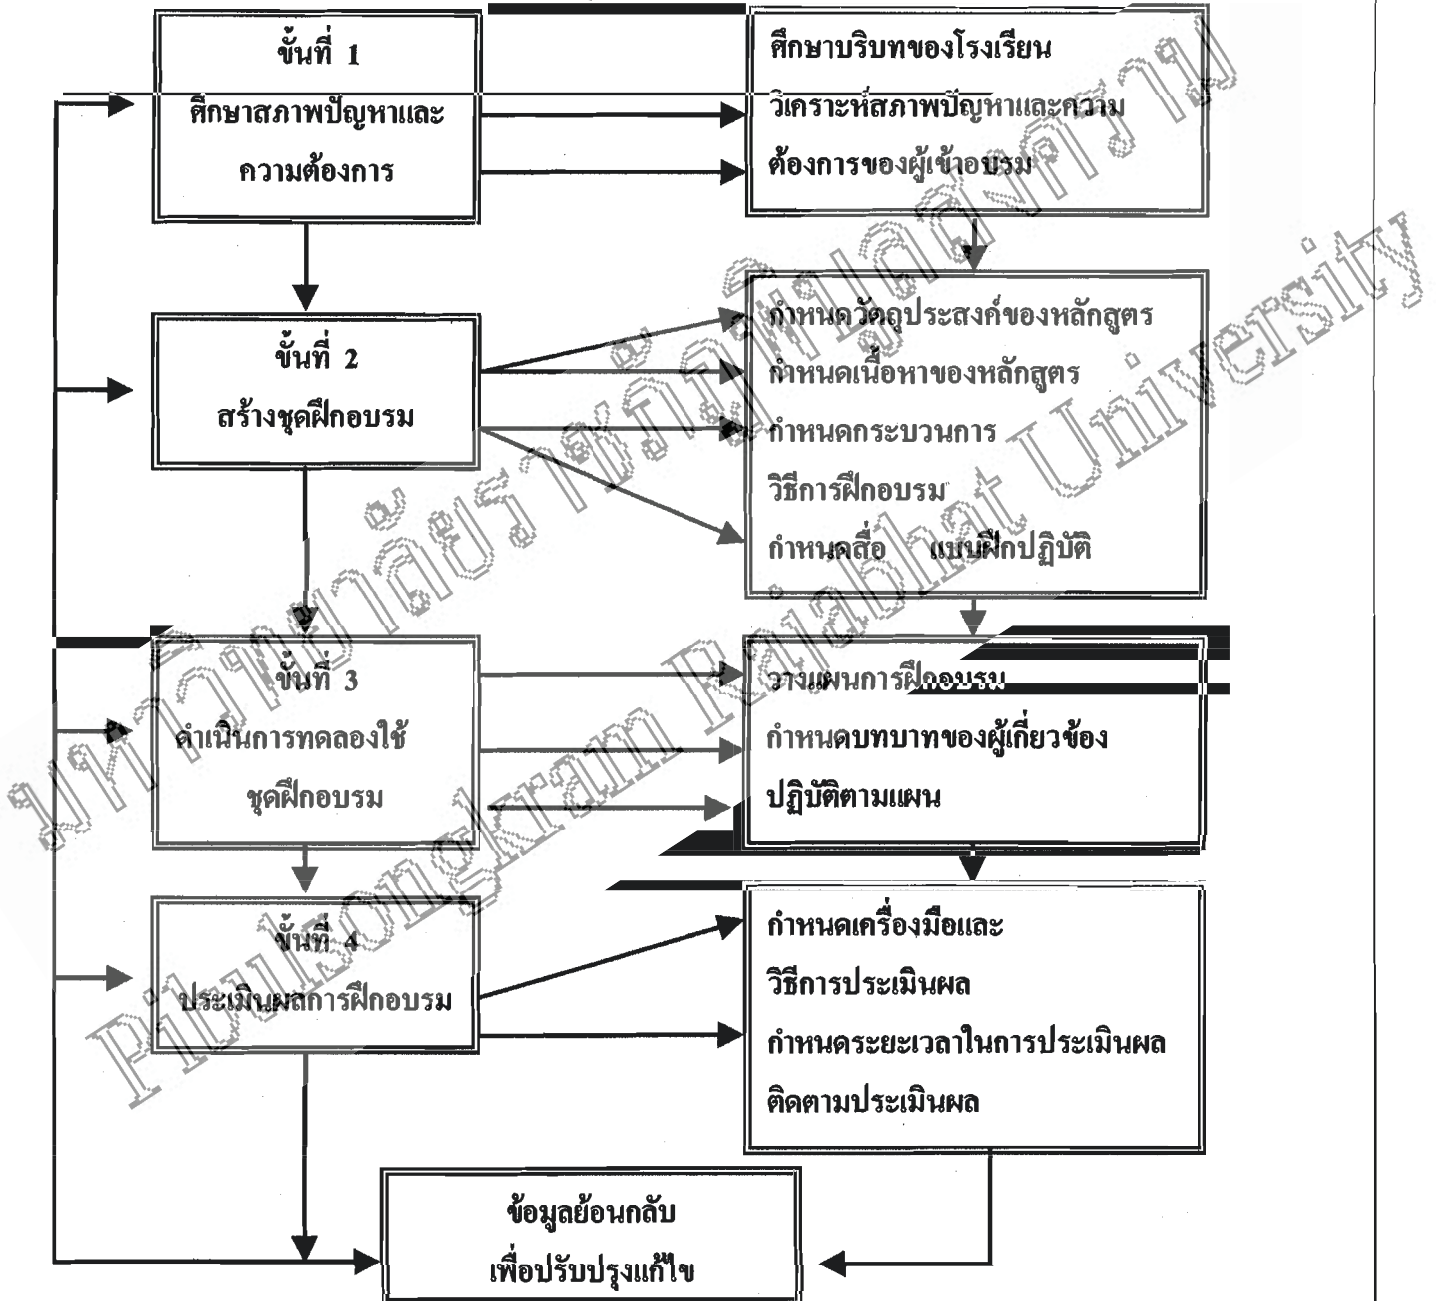 ขั้นที่ 1
ศึกษาสภาพปัญหาและ
ความต้องการ
ศึกษาบริบทของโรงเรียน
วิเคราะห์สภาพปัญหาและความ
ต้องการของผู้เข้าอบรม
ขั้นที่ 2
สร้างชุดฝึกอบรม
กำหนดวัตถุประสงค์ของหลักสูตร
กำหนดเนื้อหาของหลักสูตร
กำหนดกระบวนการ
วิธีการฝึกอบรม
กำหนดสื่อ แบบฝึกปฏิบัติ
ขั้นที่ 3
ดำเนินการทดลองใช้
ชุดฝึกอบรม
วางแผนการฝึกอบรม
กำหนดบทบาทของผู้เกี่ยวข้อง
ปฏิบัติตามแผน
ขั้นที่ 4
ประเมินผลการฝึกอบรม
กำหนดเครื่องมือและ
วิธีการประเมินผล
กำหนดระยะเวลาในการประเมินผล
ติดตามประเมินผล
ข้อมูลย้อนกลับ
เพื่อปรับปรุงแก้ไข
มหาวิทยาลัยราชภัฏพิบูลสงคราม
Pibulsongkram Rajabhat University